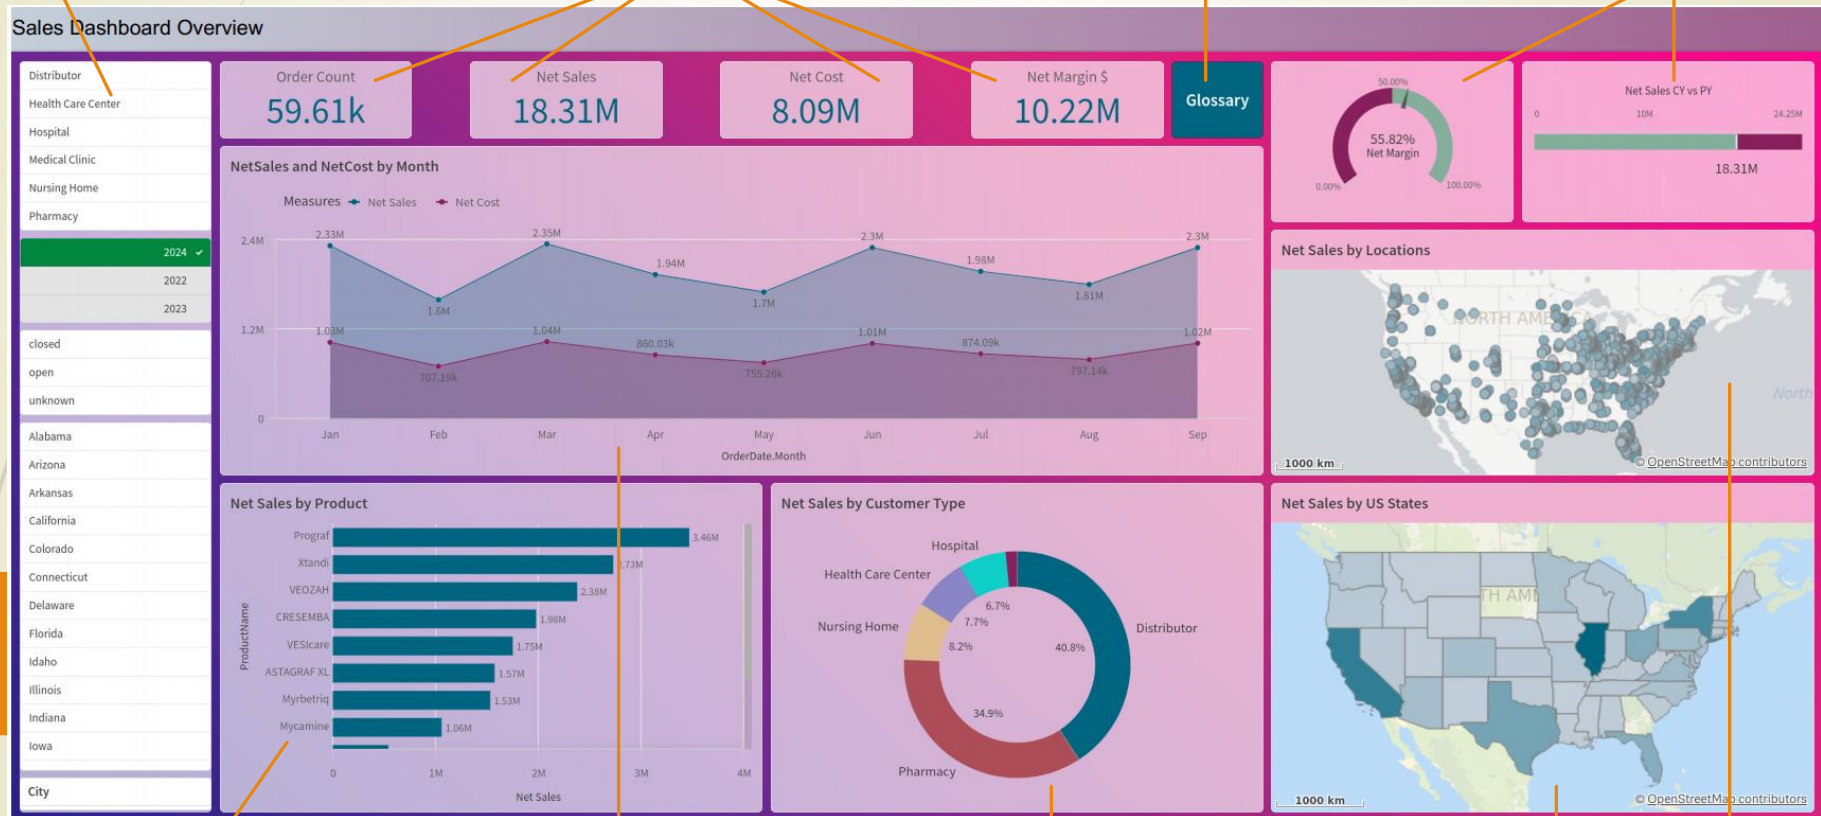 Sales Dashboard Overview
Distributor
Health Care Center
Hospital
Medical Clinic
Nursing Home
Pharmacy
2024
2022
2023
closed
open
unknown
Alabama
Arizona
Arkansas
California
Colorado
Connecticut
Delaware
Florida
Idaho
Illinois
Indiana
Iowa
City
Order Count
59.61k
Net Sales
18.31M
Net Cost
8.09M
Net Margin $
10.22M
Glossary
50.00%
55.82%
Net Margin
0.00%
100.00%
Net Sales CY vs PY
0
10M
24.25M
18.31M
NetSales and NetCost by Month
Measures Net Sales Net Cost
2.4M
1.2M
0
2.33M
1.6M
2.35M
1.94M
1.7M
2.3M
1.98M
1.81M
2.3M
1.03M
707.19k
1.04M
860.03k
755.26k
1.01M
874.09k
797.14k
1.02M
Jan Feb Mar Apr May Jun Jul Aug Sep
OrderDate.Month
Net Sales by Locations
NORTH AMERICA
North
1000 km
© OpenStreetMap contributors
Net Sales by Product
ProductName
Prograf 3.46M
Xtandi 2.73M
VEOZAH 2.38M
CRESEMBA 1.98M
VESIcare 1.75M
ASTAGRAF XL 1.57M
Myrbetriq 1.53M
Mycamine 1.06M
0 1M 2M 3M 4M
Net Sales
Net Sales by Customer Type
Hospital
Health Care Center
Nursing Home
Pharmacy
Distributor
6.7%
7.7%
8.2%
40.8%
34.9%
Net Sales by US States
TH AME
1000 km
© OpenStreetMap contributors